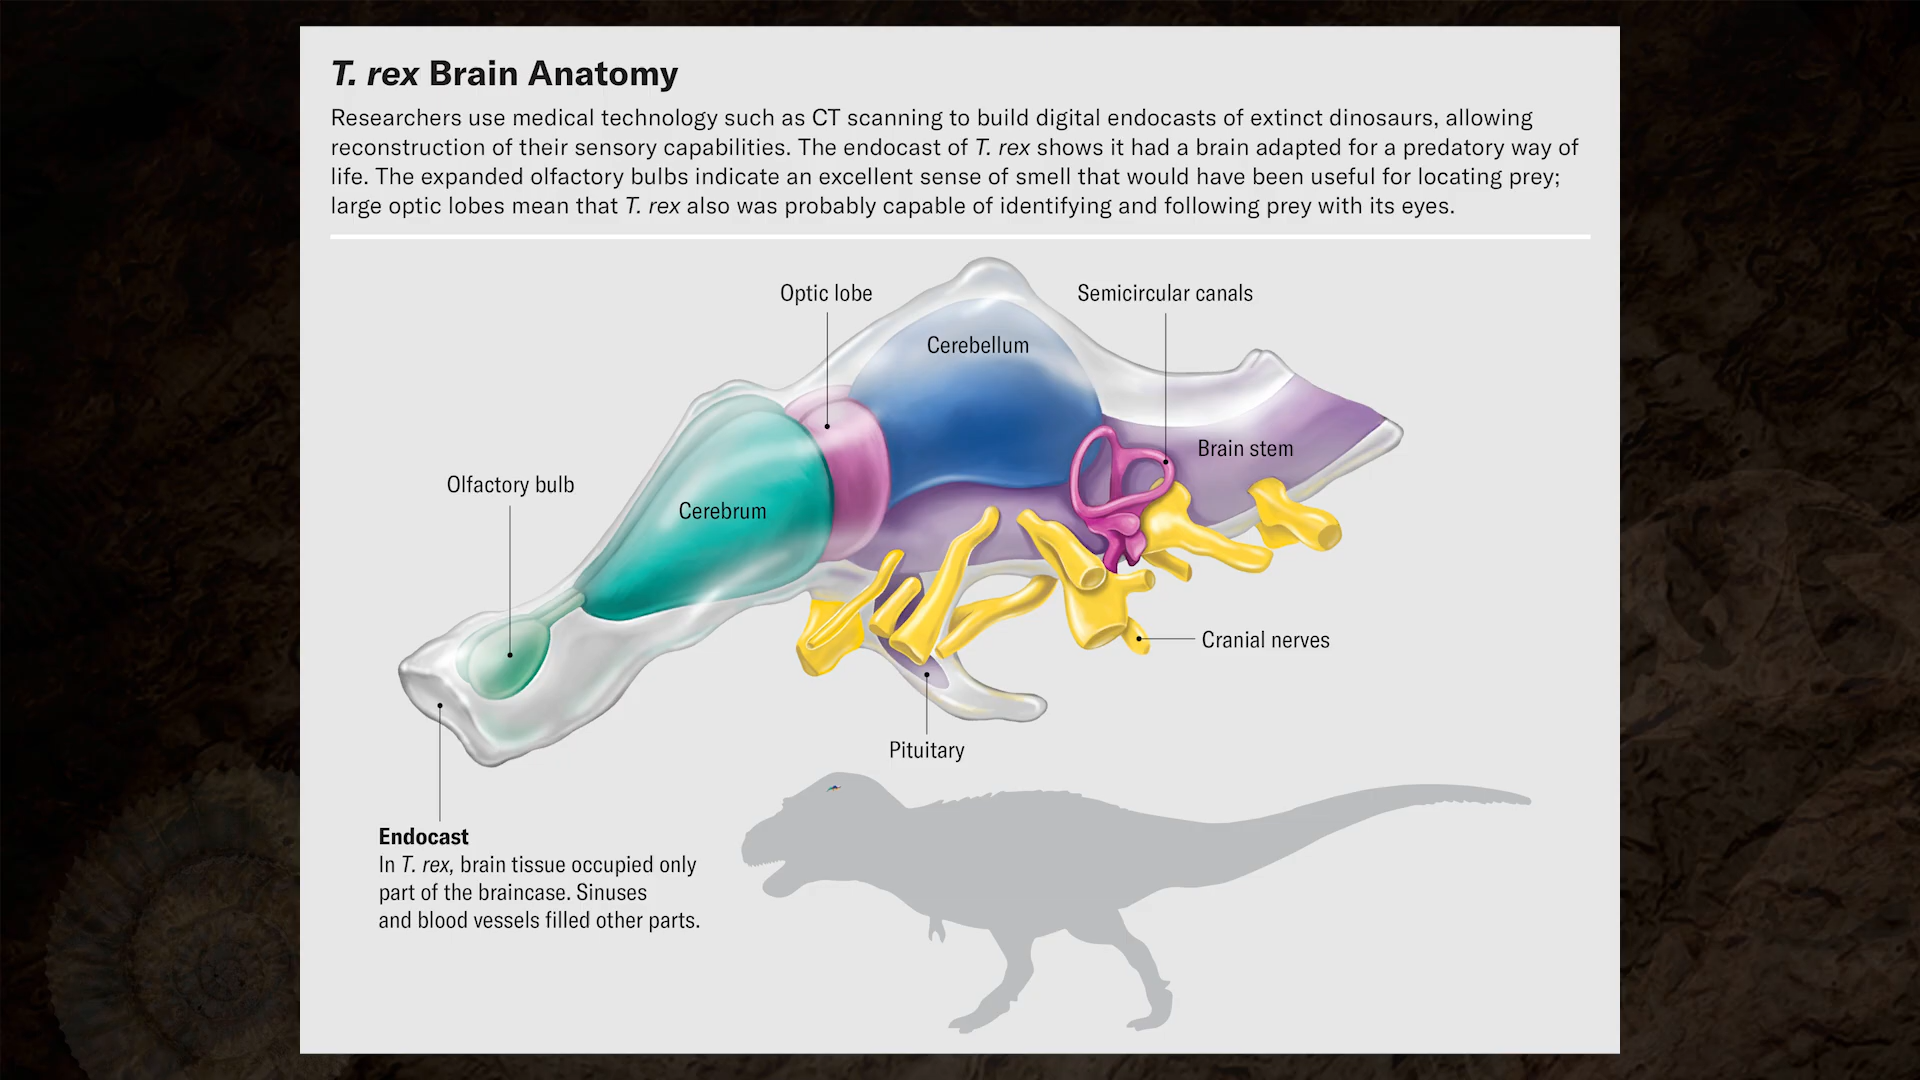 T. rex Brain Anatomy
Researchers use medical technology such as CT scanning to build digital endocasts of extinct dinosaurs, allowing
reconstruction of their sensory capabilities. The endocast of T. rex shows it had a brain adapted for a predatory way of
life. The expanded olfactory bulbs indicate an excellent sense of smell that would have been useful for locating prey;
large optic lobes mean that T. rex also was probably capable of identifying and following prey with its eyes.
Optic lobe
Semicircular canals
Cerebellum
Brain stem
Olfactory bulb
Cerebrum
Cranial nerves
Pituitary
Endocast
In T. rex, brain tissue occupied only
part of the braincase. Sinuses
and blood vessels filled other parts.